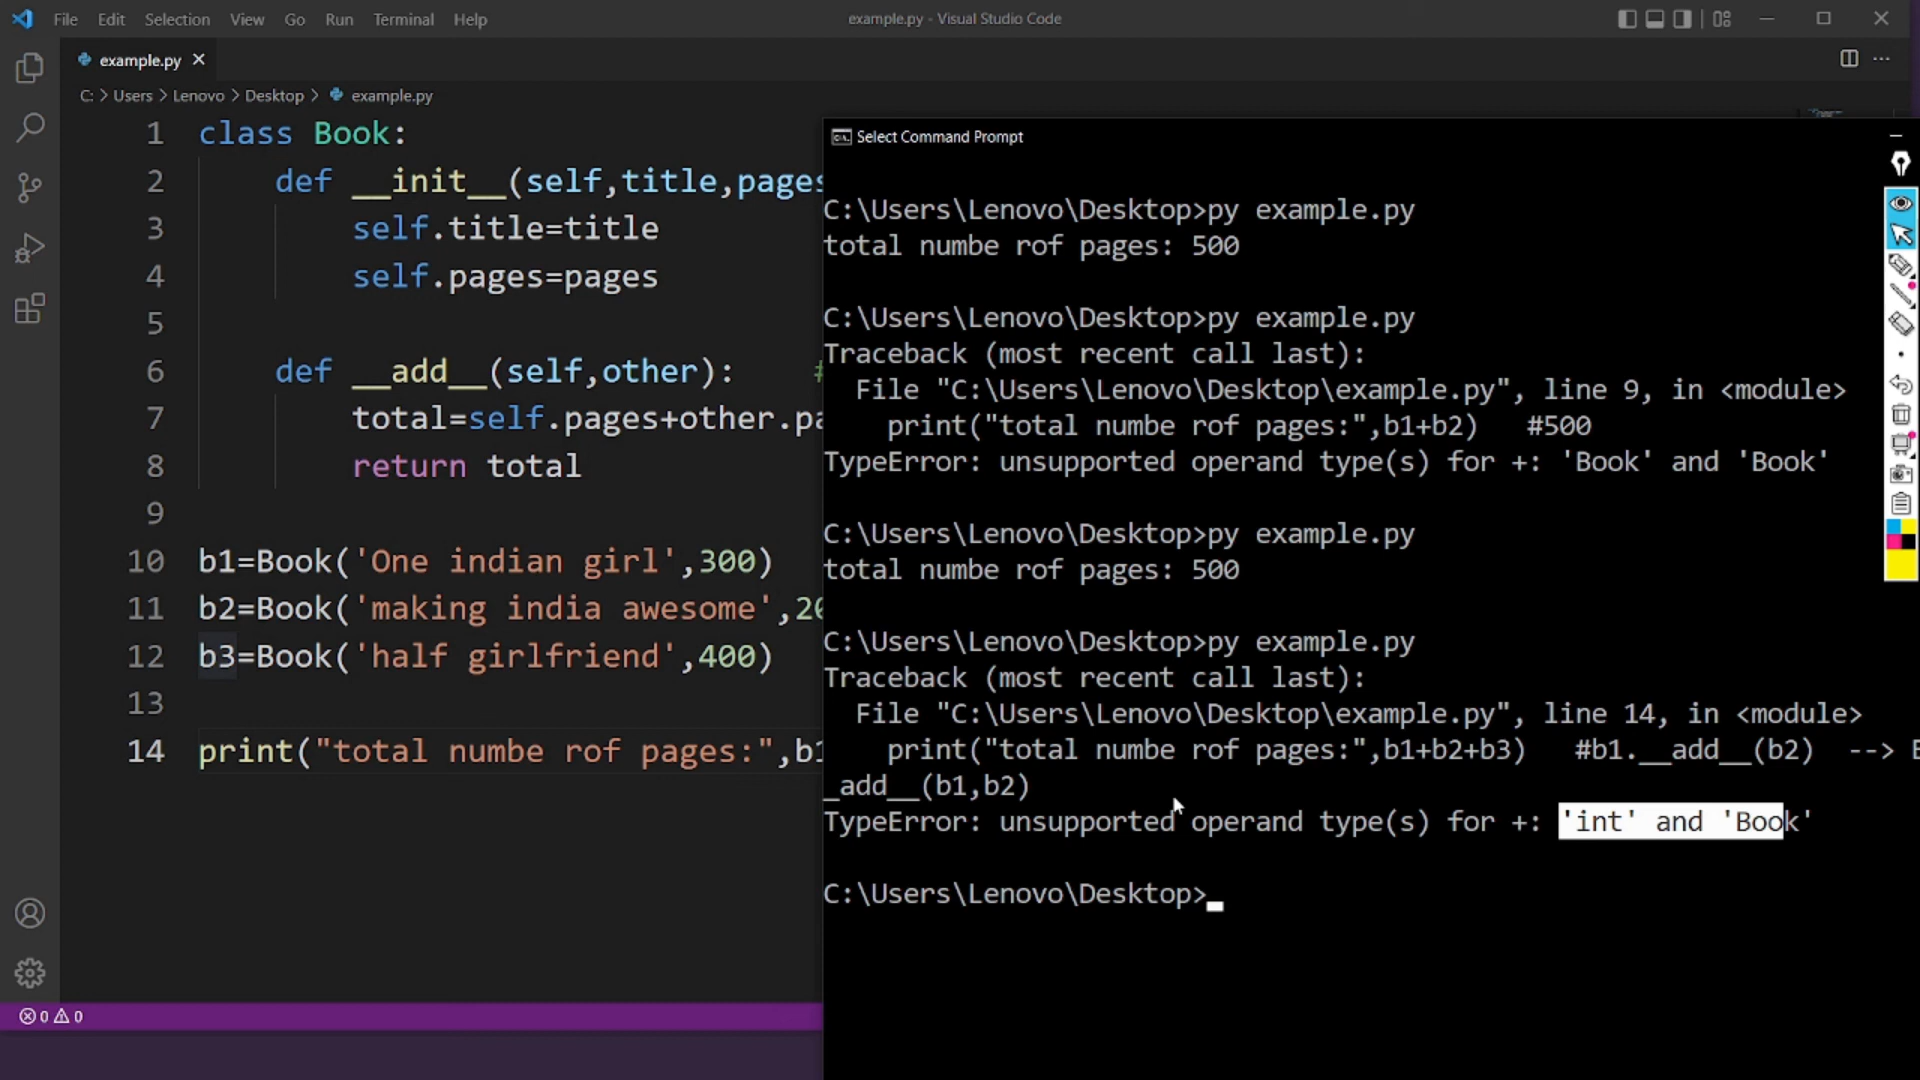 File Edit Selection View Go Run Terminal Help
example.py - Visual Studio Code
example.py
C: > Users > Lenovo > Desktop > example.py
1 class Book:
2 def __init__(self,title,pages
3 self.title=title
4 self.pages=pages
5
6 def __add__(self,other): #
7 total=self.pages+other.pa
8 return total
9
10 b1=Book('One indian girl',300)
11 b2=Book('making india awesome',20
12 b3=Book('half girlfriend',400)
13
14 print("total numbe rof pages:",b1
0 0
Select Command Prompt
C:\Users\Lenovo\Desktop>py example.py
total numbe rof pages: 500
C:\Users\Lenovo\Desktop>py example.py
Traceback (most recent call last):
File "C:\Users\Lenovo\Desktop\example.py", line 9, in <module>
print("total numbe rof pages:",b1+b2) #500
TypeError: unsupported operand type(s) for +: 'Book' and 'Book'
C:\Users\Lenovo\Desktop>py example.py
total numbe rof pages: 500
C:\Users\Lenovo\Desktop>py example.py
Traceback (most recent call last):
File "C:\Users\Lenovo\Desktop\example.py", line 14, in <module>
print("total numbe rof pages:",b1+b2+b3) #b1.__add__(b2) -->
_add__(b1,b2)
TypeError: unsupported operand type(s) for +: 'int' and 'Book'
C:\Users\Lenovo\Desktop>